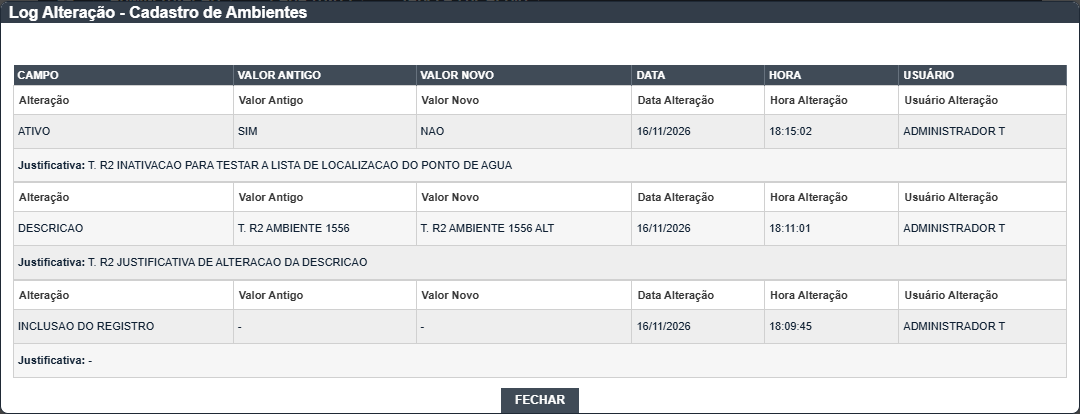 Log Alteração - Cadastro de Ambientes
CAMPO VALOR ANTIGO VALOR NOVO DATA HORA USUÁRIO
Alteração Valor Antigo Valor Novo Data Alteração Hora Alteração Usuário Alteração
ATIVO SIM NAO 16/11/2026 18:15:02 ADMINISTRADOR T
Justificativa: T. R2 INATIVACAO PARA TESTAR A LISTA DE LOCALIZACAO DO PONTO DE AGUA
Alteração Valor Antigo Valor Novo Data Alteração Hora Alteração Usuário Alteração
DESCRICAO T. R2 AMBIENTE 1556 T. R2 AMBIENTE 1556 ALT 16/11/2026 18:11:01 ADMINISTRADOR T
Justificativa: T. R2 JUSTIFICATIVA DE ALTERACAO DA DESCRICAO
Alteração Valor Antigo Valor Novo Data Alteração Hora Alteração Usuário Alteração
INCLUSAO DO REGISTRO - - 16/11/2026 18:09:45 ADMINISTRADOR T
Justificativa: -
FECHAR